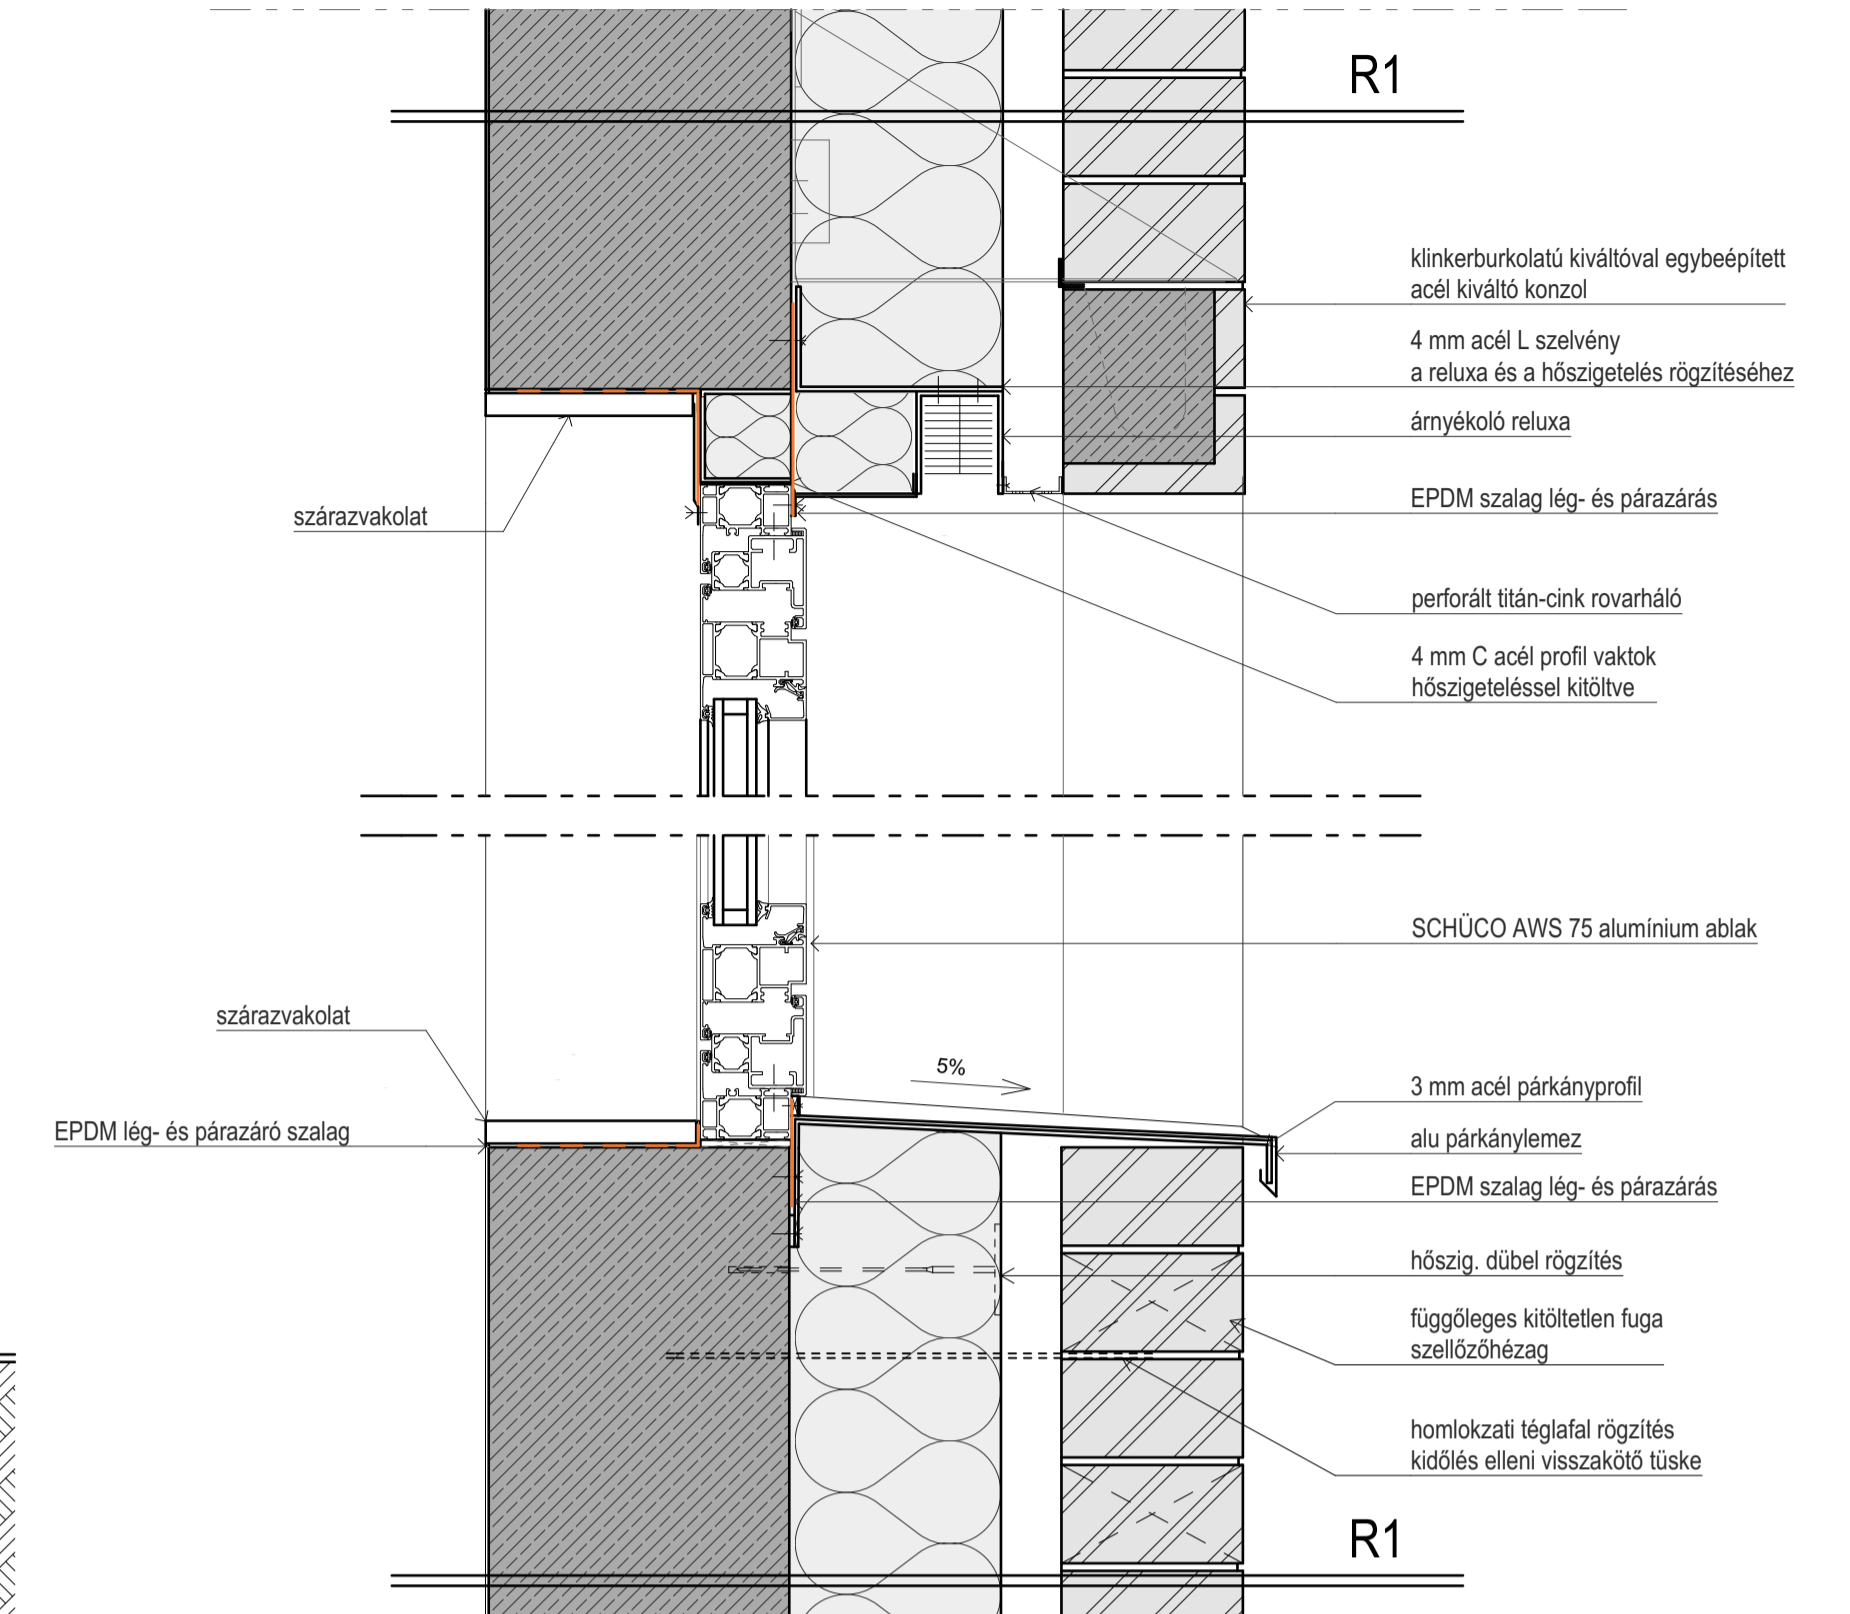 R1
klinkerburkolatú kiváltóval egybeépített
acél kiváltó konzol
4 mm acél L szelvény
a reluxa és a hőszigetelés rögzítéséhez
árnyékoló reluxa
EPDM szalag lég- és párazárás
szárazvakolat
perforált titán-cink rovarháló
4 mm C acél profil vaktok
hőszigeteléssel kitöltve
SCHÜCO AWS 75 alumínium ablak
szárazvakolat
5%
3 mm acél párkányprofil
EPDM lég- és párazáró szalag
alu párkánylemez
EPDM szalag lég- és párazárás
hőszig. dübel rögzítés
függőleges kitöltetlen fuga
szellőzőhézag
homlokzati téglafal rögzítés
kidőlés elleni visszakötő tüske
R1